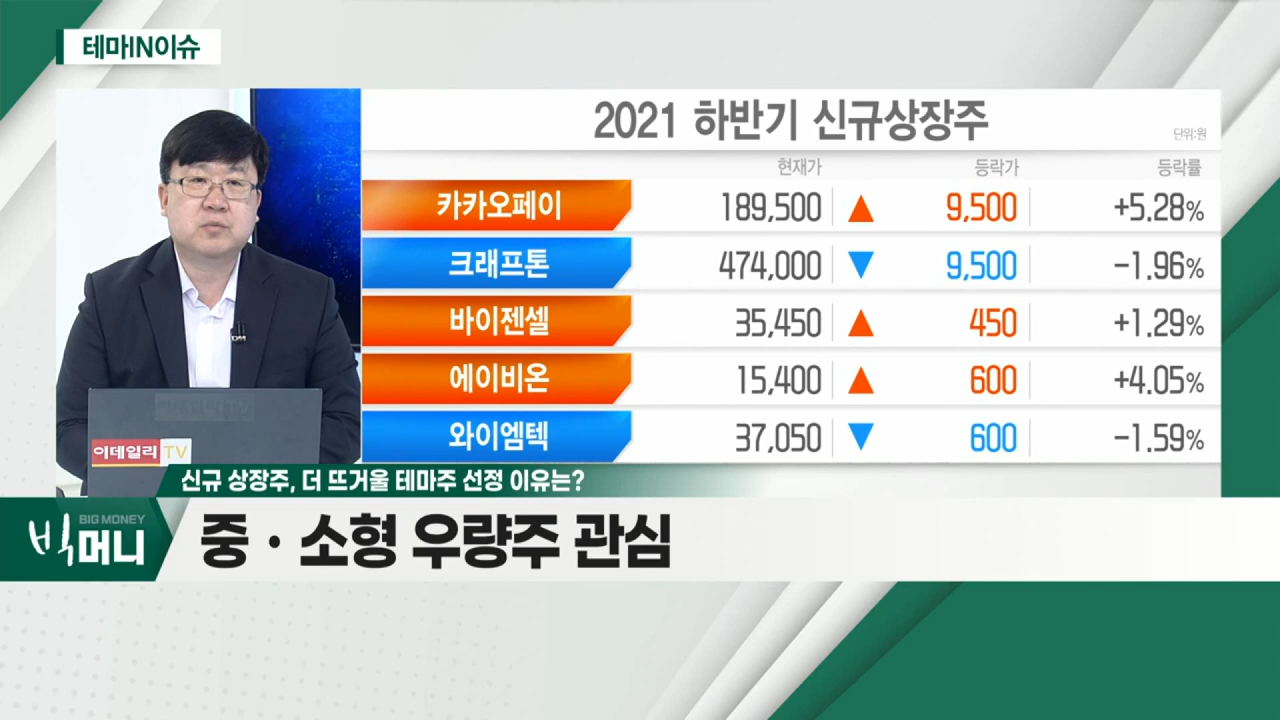 테마IN이슈
2021 하반기 신규상장주
단위:원
현재가 등락가 등락률
카카오페이 189,500 ▲ 9,500 +5.28%
크래프톤 474,000 ▼ 9,500 -1.96%
바이젠셀 35,450 ▲ 450 +1.29%
에이비온 15,400 ▲ 600 +4.05%
와이엠텍 37,050 ▼ 600 -1.59%
이데일리 TV
이데일리TV
신규 상장주, 더 뜨거울 테마주 선정 이유는?
BIG MONEY
빅머니
중·소형 우량주 관심